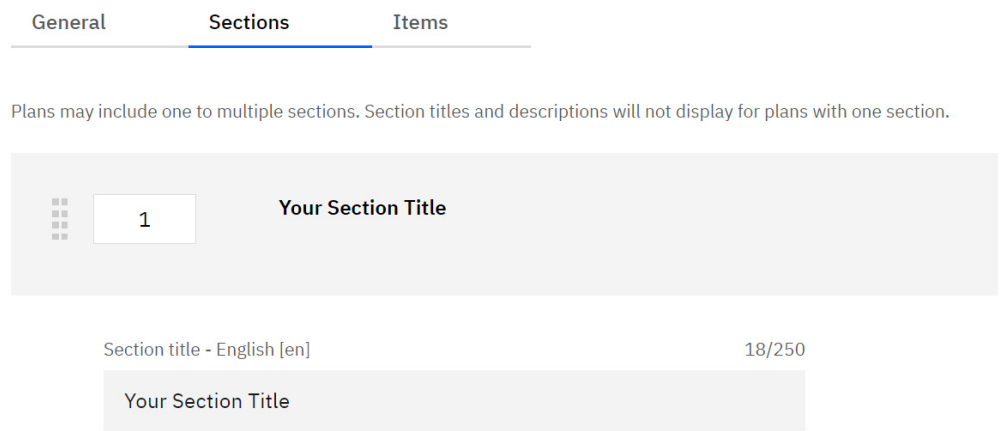 General Sections Items
Plans may include one to multiple sections. Section titles and descriptions will not display for plans with one section.
1 Your Section Title
Section title - English [en] 18/250
Your Section Title